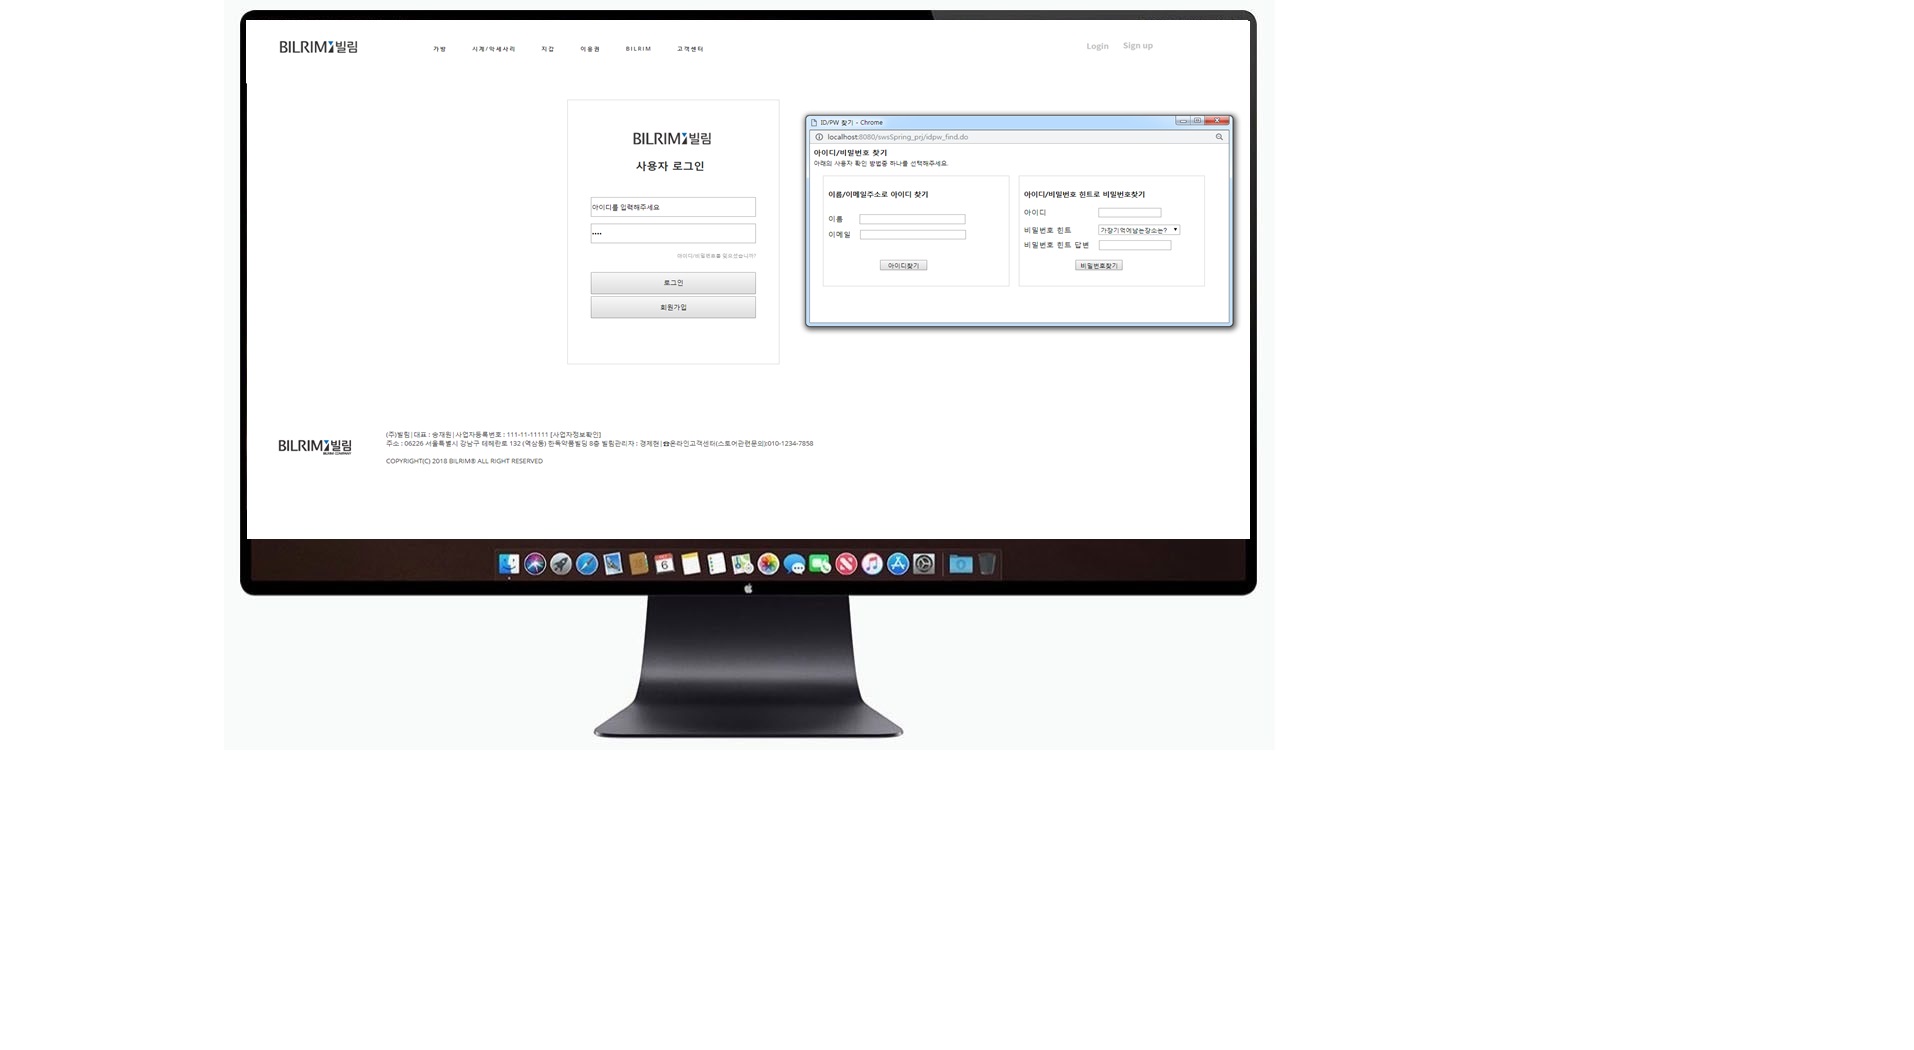 BILRIM 빌림
가방 시계/악세사리 지갑 이용권 BILRIM 고객센터
Login Sign up
BILRIM 빌림
사용자 로그인
아이디를 입력해주세요
••••
아이디/비밀번호를 잊으셨습니까?
로그인
회원가입
ID/PW 찾기 - Chrome
localhost:8080/swsSpring_prj/idpw_find.do
아이디/비밀번호 찾기
아래의 사용자 확인 방법중 하나를 선택해주세요.
이름/이메일주소로 아이디 찾기
이름
이메일
아이디찾기
아이디/비밀번호 힌트로 비밀번호찾기
아이디
비밀번호 힌트 가장기억에남는장소는?
비밀번호 힌트 답변
비밀번호찾기
BILRIM 빌림
BILRIM COMPANY
(주)빌림|대표 : 송재원|사업자등록번호 : 111-11-11111 [사업자정보확인]
주소 : 06226 서울특별시 강남구 테헤란로 132 (역삼동) 한독약품빌딩 8층 빌림관리자 : 경제현|☎온라인고객센터(스토어관련문의):010-1234-7858
COPYRIGHT(C) 2018 BILRIM® ALL RIGHT RESERVED
6